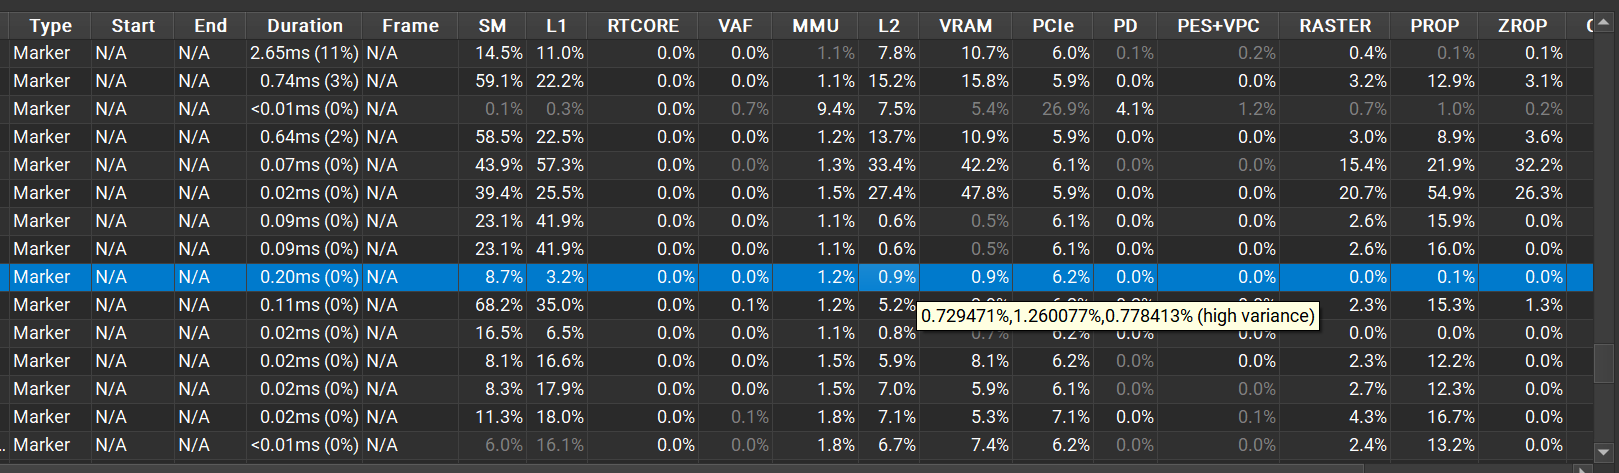 Type Start End Duration Frame SM L1 RTCORE VAF MMU L2 VRAM PCIe PD PES+VPC RASTER PROP ZROP
Marker N/A N/A 2.65ms (11%) N/A 14.5% 11.0% 0.0% 0.0% 1.1% 7.8% 10.7% 6.0% 0.1% 0.2% 0.4% 0.1% 0.1%
Marker N/A N/A 0.74ms (3%) N/A 59.1% 22.2% 0.0% 0.0% 1.1% 15.2% 15.8% 5.9% 0.0% 0.0% 3.2% 12.9% 3.1%
Marker N/A N/A <0.01ms (0%) N/A 0.1% 0.3% 0.0% 0.7% 9.4% 7.5% 5.4% 26.9% 4.1% 1.2% 0.7% 1.0% 0.2%
Marker N/A N/A 0.64ms (2%) N/A 58.5% 22.5% 0.0% 0.0% 1.2% 13.7% 10.9% 5.9% 0.0% 0.0% 3.0% 8.9% 3.6%
Marker N/A N/A 0.07ms (0%) N/A 43.9% 57.3% 0.0% 0.0% 1.3% 33.4% 42.2% 6.1% 0.0% 0.0% 15.4% 21.9% 32.2%
Marker N/A N/A 0.02ms (0%) N/A 39.4% 25.5% 0.0% 0.0% 1.5% 27.4% 47.8% 5.9% 0.0% 0.0% 20.7% 54.9% 26.3%
Marker N/A N/A 0.09ms (0%) N/A 23.1% 41.9% 0.0% 0.0% 1.1% 0.6% 0.5% 6.1% 0.0% 0.0% 2.6% 15.9% 0.0%
Marker N/A N/A 0.09ms (0%) N/A 23.1% 41.9% 0.0% 0.0% 1.1% 0.6% 0.5% 6.1% 0.0% 0.0% 2.6% 16.0% 0.0%
Marker N/A N/A 0.20ms (0%) N/A 8.7% 3.2% 0.0% 0.0% 1.2% 0.9% 0.9% 6.2% 0.0% 0.0% 0.0% 0.1% 0.0%
Marker N/A N/A 0.11ms (0%) N/A 68.2% 35.0% 0.0% 0.1% 1.2% 5.2% 2.3% 15.3% 1.3%
0.729471%,1.260077%,0.778413% (high variance)
Marker N/A N/A 0.02ms (0%) N/A 16.5% 6.5% 0.0% 0.0% 1.1% 0.8% 0.7% 6.2% 0.0% 0.0% 0.0% 0.0% 0.0%
Marker N/A N/A 0.02ms (0%) N/A 8.1% 16.6% 0.0% 0.0% 1.5% 5.9% 8.1% 6.2% 0.0% 0.0% 2.3% 12.2% 0.0%
Marker N/A N/A 0.02ms (0%) N/A 8.3% 17.9% 0.0% 0.0% 1.5% 7.0% 5.9% 6.1% 0.0% 0.0% 2.7% 12.3% 0.0%
Marker N/A N/A 0.02ms (0%) N/A 11.3% 18.0% 0.0% 0.1% 1.8% 7.1% 5.3% 7.1% 0.0% 0.1% 4.3% 16.7% 0.0%
Marker N/A N/A <0.01ms (0%) N/A 6.0% 16.1% 0.0% 0.0% 1.8% 6.7% 7.4% 6.2% 0.0% 0.0% 2.4% 13.2% 0.0%